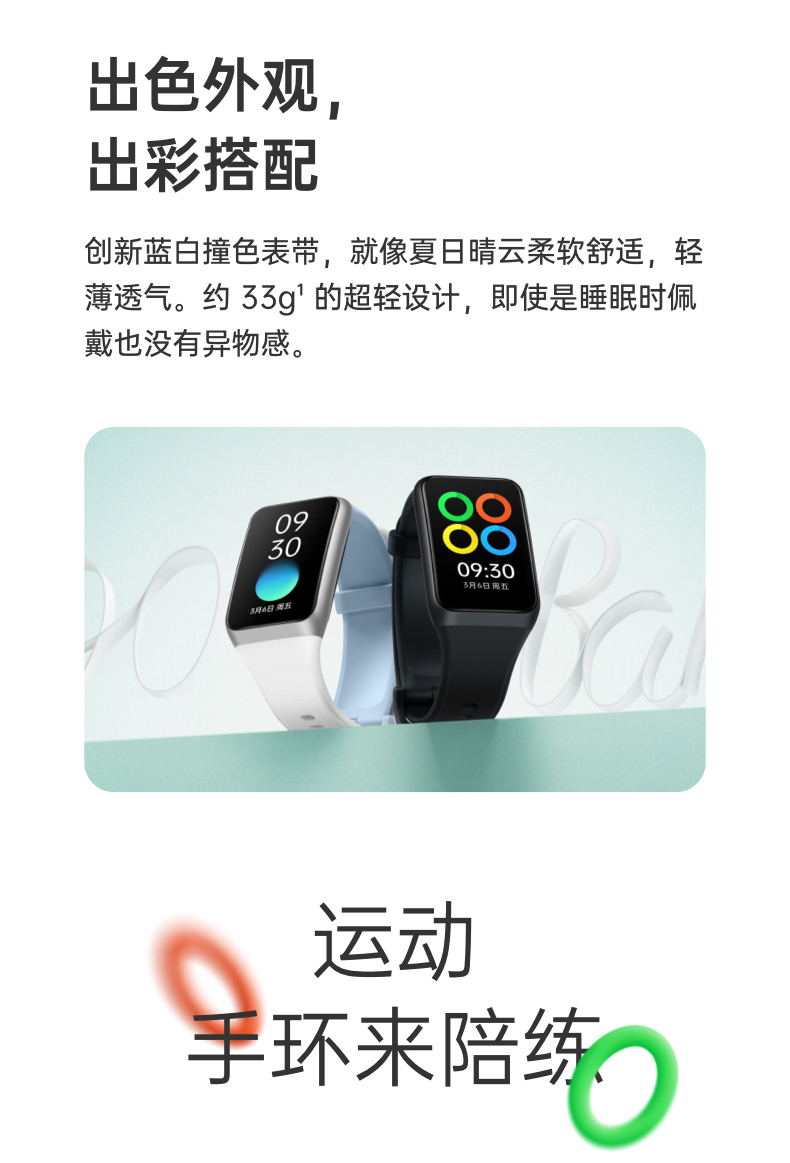 出色外观，
出彩搭配
创新蓝白撞色表带，就像夏日晴云柔软舒适，轻
薄透气。约 33g¹ 的超轻设计，即使是睡眠时佩
戴也没有异物感。
09
30
3月6日 周五
09:30
3月6日 周五
Bal
运动
手环来陪练